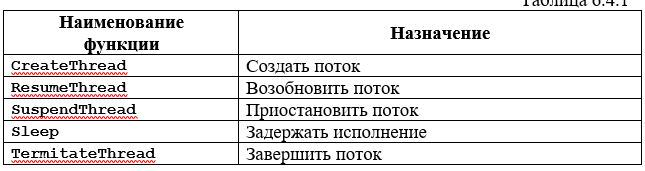 Таблица 6.4.1
Наименование
функции
Назначение
CreateThread
Создать поток
ResumeThread
Возобновить поток
SuspendThread
Приостановить поток
Sleep
Задержать исполнение
TermitateThread
Завершить поток